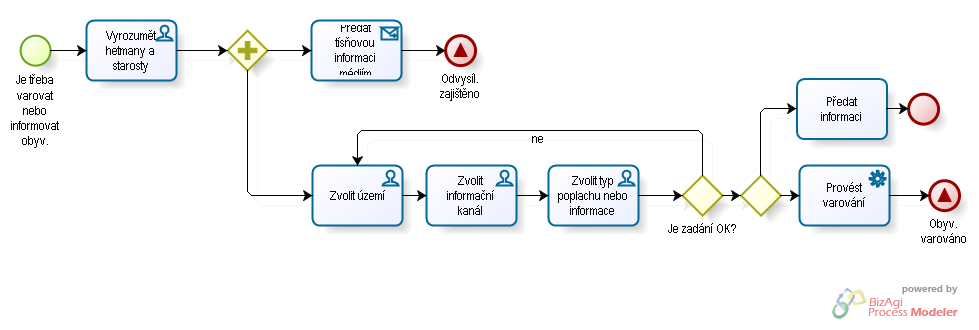 Je třeba
varovat
nebo
informovat
obyv.
Vyrozumět
hetmany a
starosty
Předat
tísňovou
informaci
médiím
Odvysíl.
zajištěno
ne
Zvolit území
Zvolit
informační
kanál
Zvolit typ
poplachu nebo
informace
Je zadání OK?
Předat
informaci
Provést
varování
Obyv.
varováno
powered by
BizAgi
Process Modeler